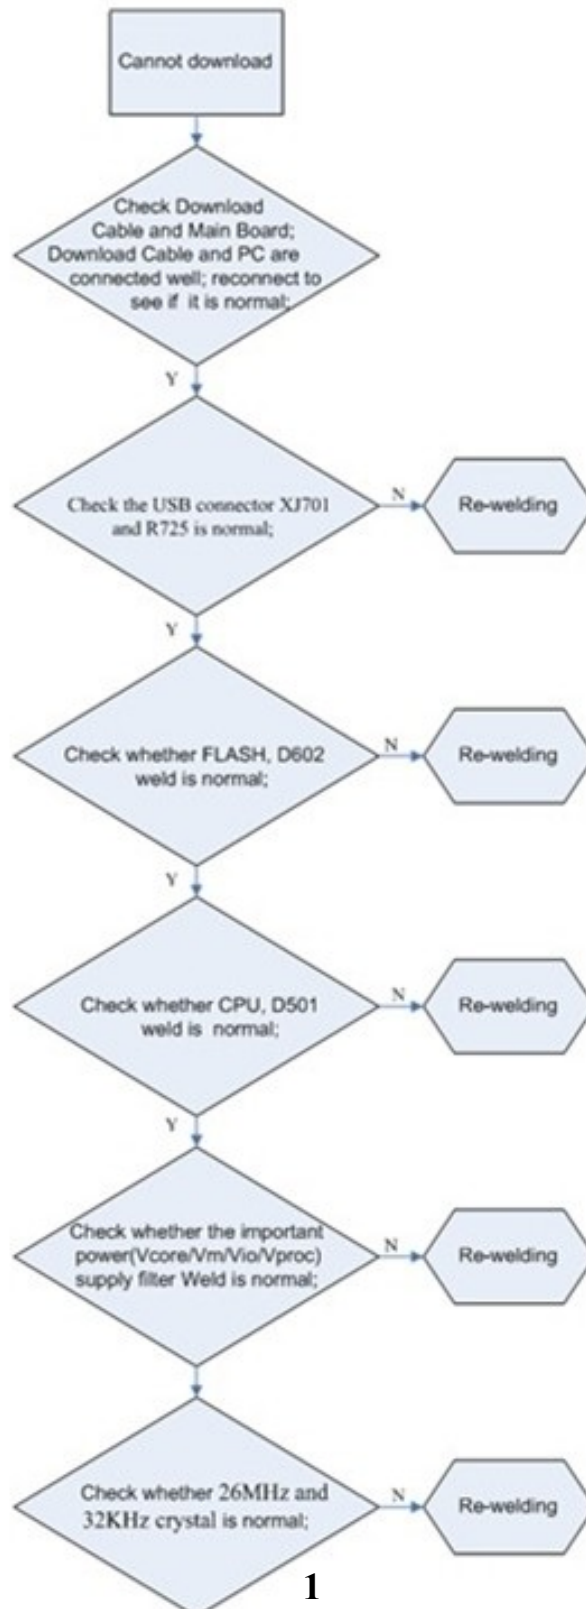 Cannot download
Check Download
Cable and Main Board;
Download Cable and PC are
connected well; reconnect to
see if it is normal;
Y
Check the USB connector XJ701
and R725 is normal;
N
Re-welding
Y
Check whether FLASH, D602
weld is normal;
N
Re-welding
Y
Check whether CPU, D501
weld is normal;
N
Re-welding
Y
Check whether the important
power(Vcore/Vm/Vio/Vproc)
supply filter Weld is normal;
N
Re-welding
Check whether 26MHz and
32KHz crystal is normal;
N
Re-welding
1